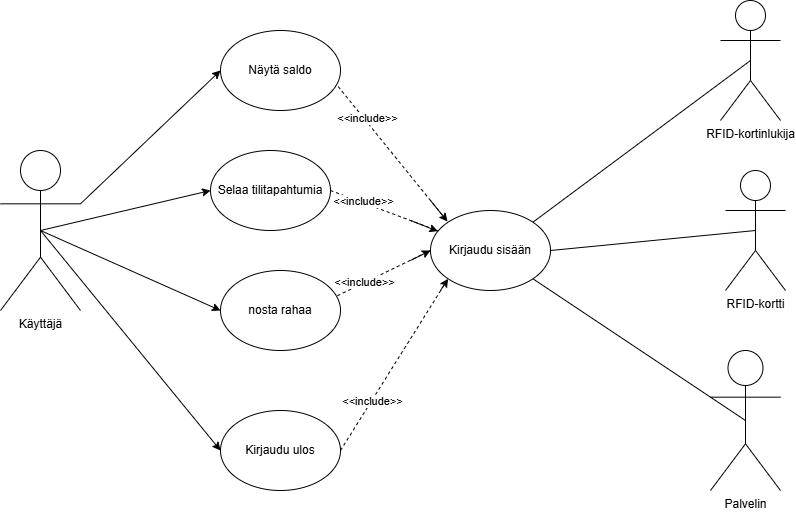 Näytä saldo
<<include>>
RFID-kortinlukija
Selaa tilitapahtumia
<<include>>
Kirjaudu sisään
Käyttäjä
nosta rahaa
<<include>>
RFID-kortti
<<include>>
Kirjaudu ulos
Palvelin